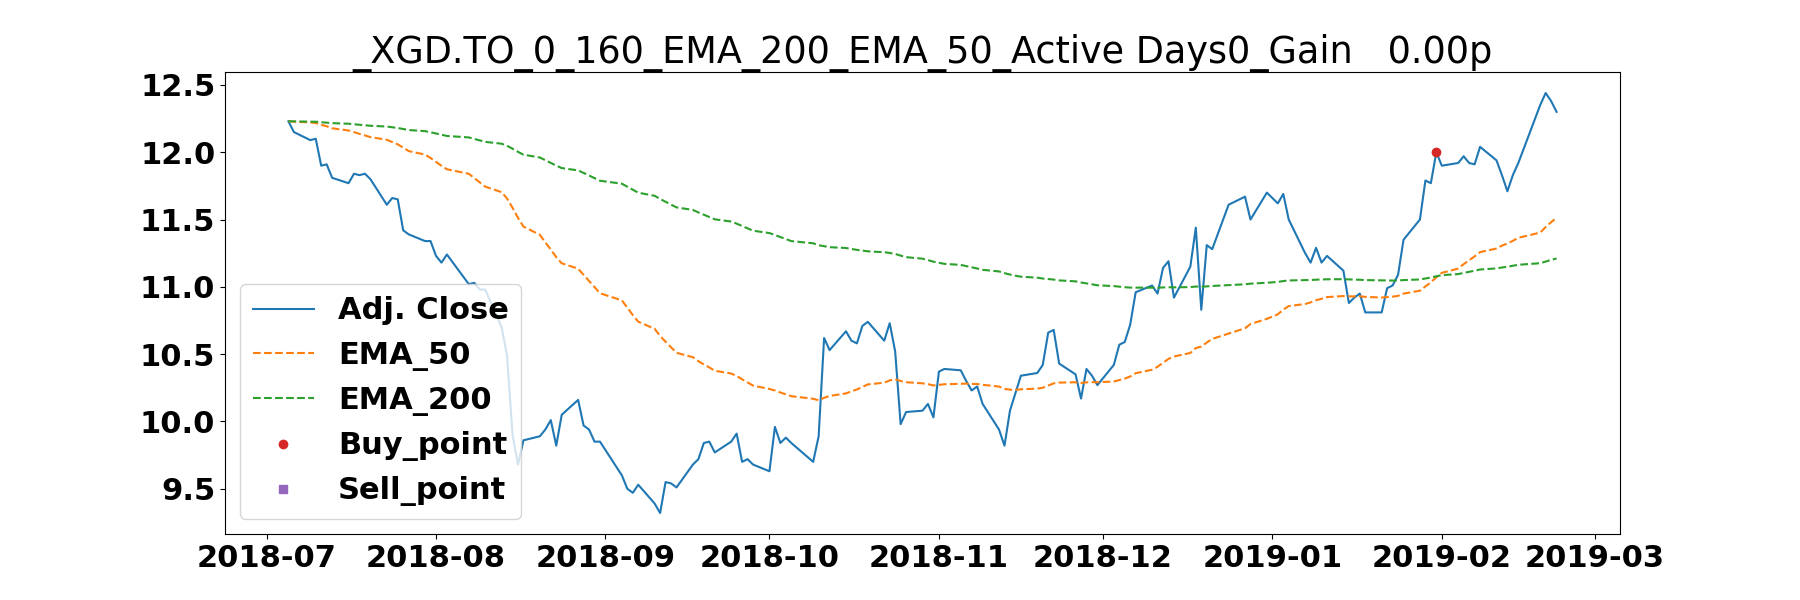 _XGD.TO_0_160_EMA_200_EMA_50_Active Days0_Gain   0.00p
12.5
12.0
11.5
11.0
10.5
10.0
9.5
Adj. Close
EMA_50
EMA_200
Buy_point
Sell_point
2018-07 2018-08 2018-09 2018-10 2018-11 2018-12 2019-01 2019-02 2019-03